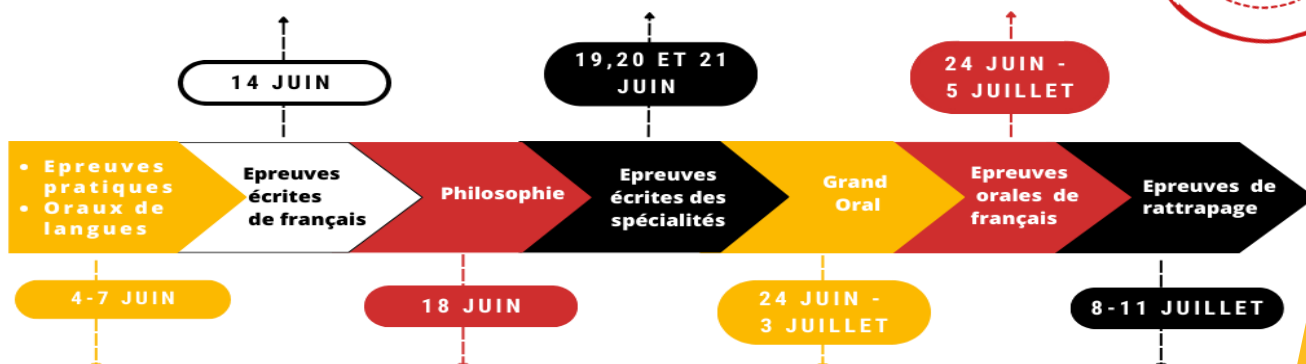 14 JUIN
19,20 ET 21
JUIN
24 JUIN -
5 JUILLET
• Epreuves
pratiques
• Oraux de
langues
Epreuves
écrites
de français
Philosophie
Epreuves
écrites des
spécialités
Grand
Oral
Epreuves
orales de
français
Epreuves de
rattrapage
4-7 JUIN
18 JUIN
24 JUIN -
3 JUILLET
8-11 JUILLET